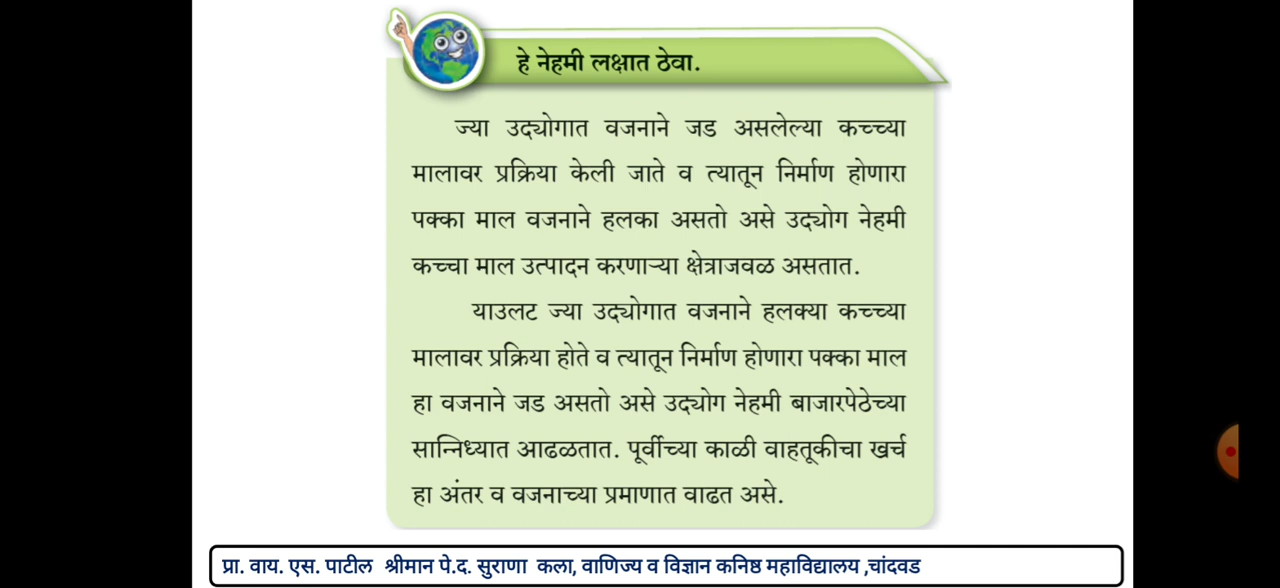 हे नेहमी लक्षात ठेवा.
ज्या उद्योगात वजनाने जड असलेल्या कच्च्या
मालावर प्रक्रिया केली जाते व त्यातून निर्माण होणारा
पक्का माल वजनाने हलका असतो असे उद्योग नेहमी
कच्चा माल उत्पादन करणाऱ्या क्षेत्राजवळ असतात.
याउलट ज्या उद्योगात वजनाने हलक्या कच्च्या
मालावर प्रक्रिया होते व त्यातून निर्माण होणारा पक्का माल
हा वजनाने जड असतो असे उद्योग नेहमी बाजारपेठेच्या
सान्निध्यात आढळतात. पूर्वीच्या काळी वाहतूकीचा खर्च
हा अंतर व वजनाच्या प्रमाणात वाढत असे.
प्रा. वाय. एस. पाटील श्रीमान पे.द. सुराणा कला, वाणिज्य व विज्ञान कनिष्ठ महाविद्यालय ,चांदवड